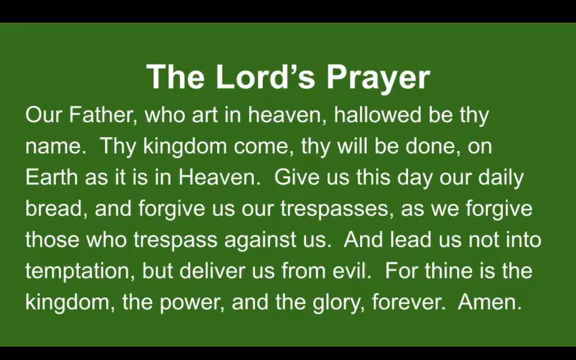 The Lord's Prayer
Our Father, who art in heaven, hallowed be thy
name.  Thy kingdom come, thy will be done, on
Earth as it is in Heaven.  Give us this day our daily
bread, and forgive us our trespasses, as we forgive
those who trespass against us.  And lead us not into
temptation, but deliver us from evil.  For thine is the
kingdom, the power, and the glory, forever.  Amen.